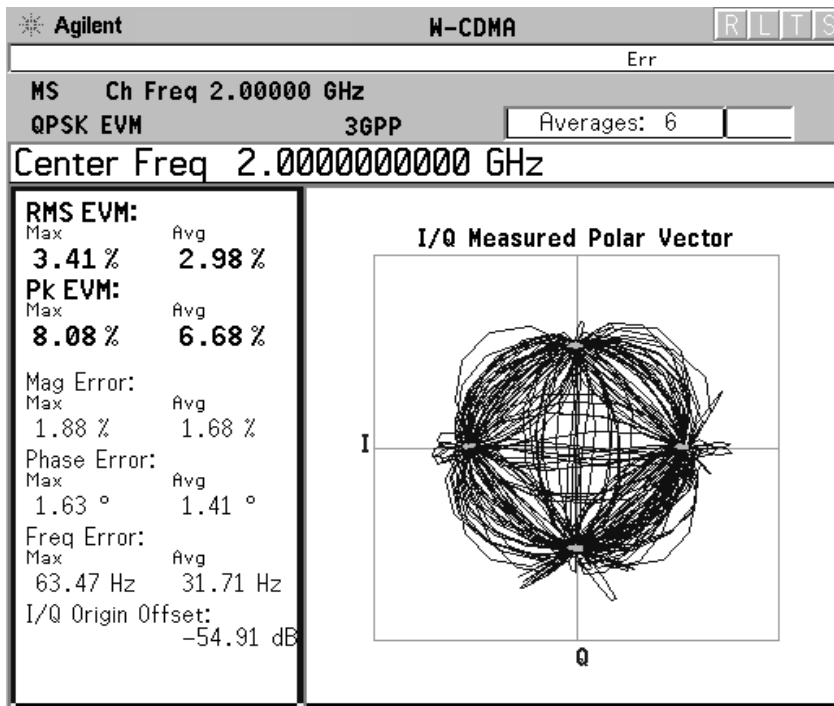 Agilent W-CDMA R L T S
Err
MS Ch Freq 2.00000 GHz
QPSK EVM 3GPP Averages: 6
Center Freq 2.0000000000 GHz
RMS EVM:
Max Avg
3.41 % 2.98 %
Pk EVM:
Max Avg
8.08 % 6.68 %
Mag Error:
Max Avg
1.88 % 1.68 %
Phase Error:
Max Avg
1.63 ° 1.41 °
Freq Error:
Max Avg
63.47 Hz 31.71 Hz
I/Q Origin Offset:
-54.91 dB
I/Q Measured Polar Vector
I
Q